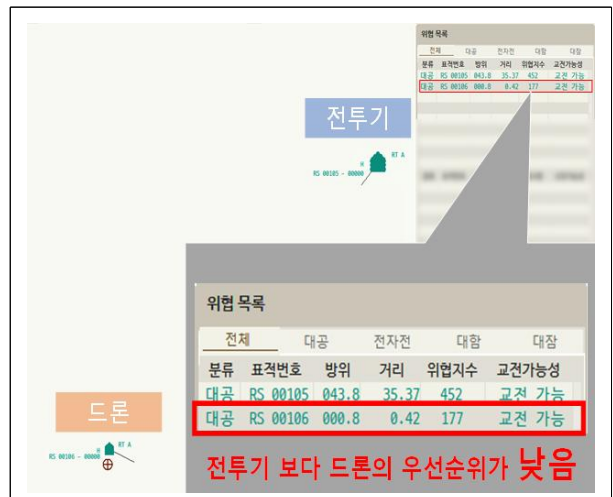 위협 목록
전체 대공 전자전 대함 대잠
분류 표적번호 방위 거리 위협지수 교전가능성
대공 RS 00105 043.8 35.37 452 교전 가능
대공 RS 00106 000.8 0.42 177 교전 가능
전투기
H RT A
RS 00105 - 00000
위협 목록
전체 대공 전자전 대함 대잠
분류 표적번호 방위 거리 위협지수 교전가능성
대공 RS 00105 043.8 35.37 452 교전 가능
대공 RS 00106 000.8 0.42 177 교전 가능
드론
H RT A
RS 00106 - 00000
전투기 보다 드론의 우선순위가 낮음